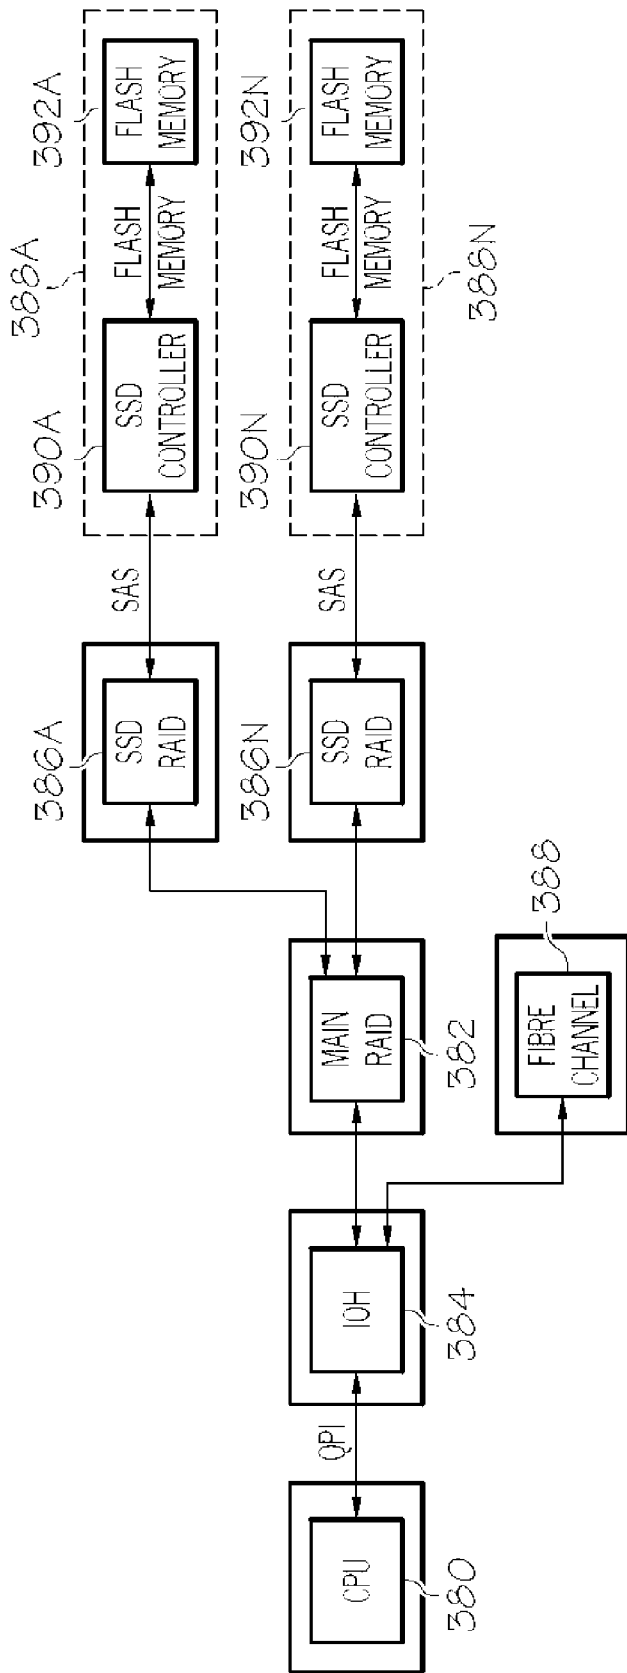 388A
390A
392A
386A
SSD
RAID
SAS
SSD
CONTROLLER
FLASH
MEMORY
FLASH
MEMORY
386N
390N
392N
CPU
QPI
IOH
MAIN
RAID
SSD
RAID
SAS
SSD
CONTROLLER
FLASH
MEMORY
FLASH
MEMORY
380
384
382
388N
FIBRE
CHANNEL
388